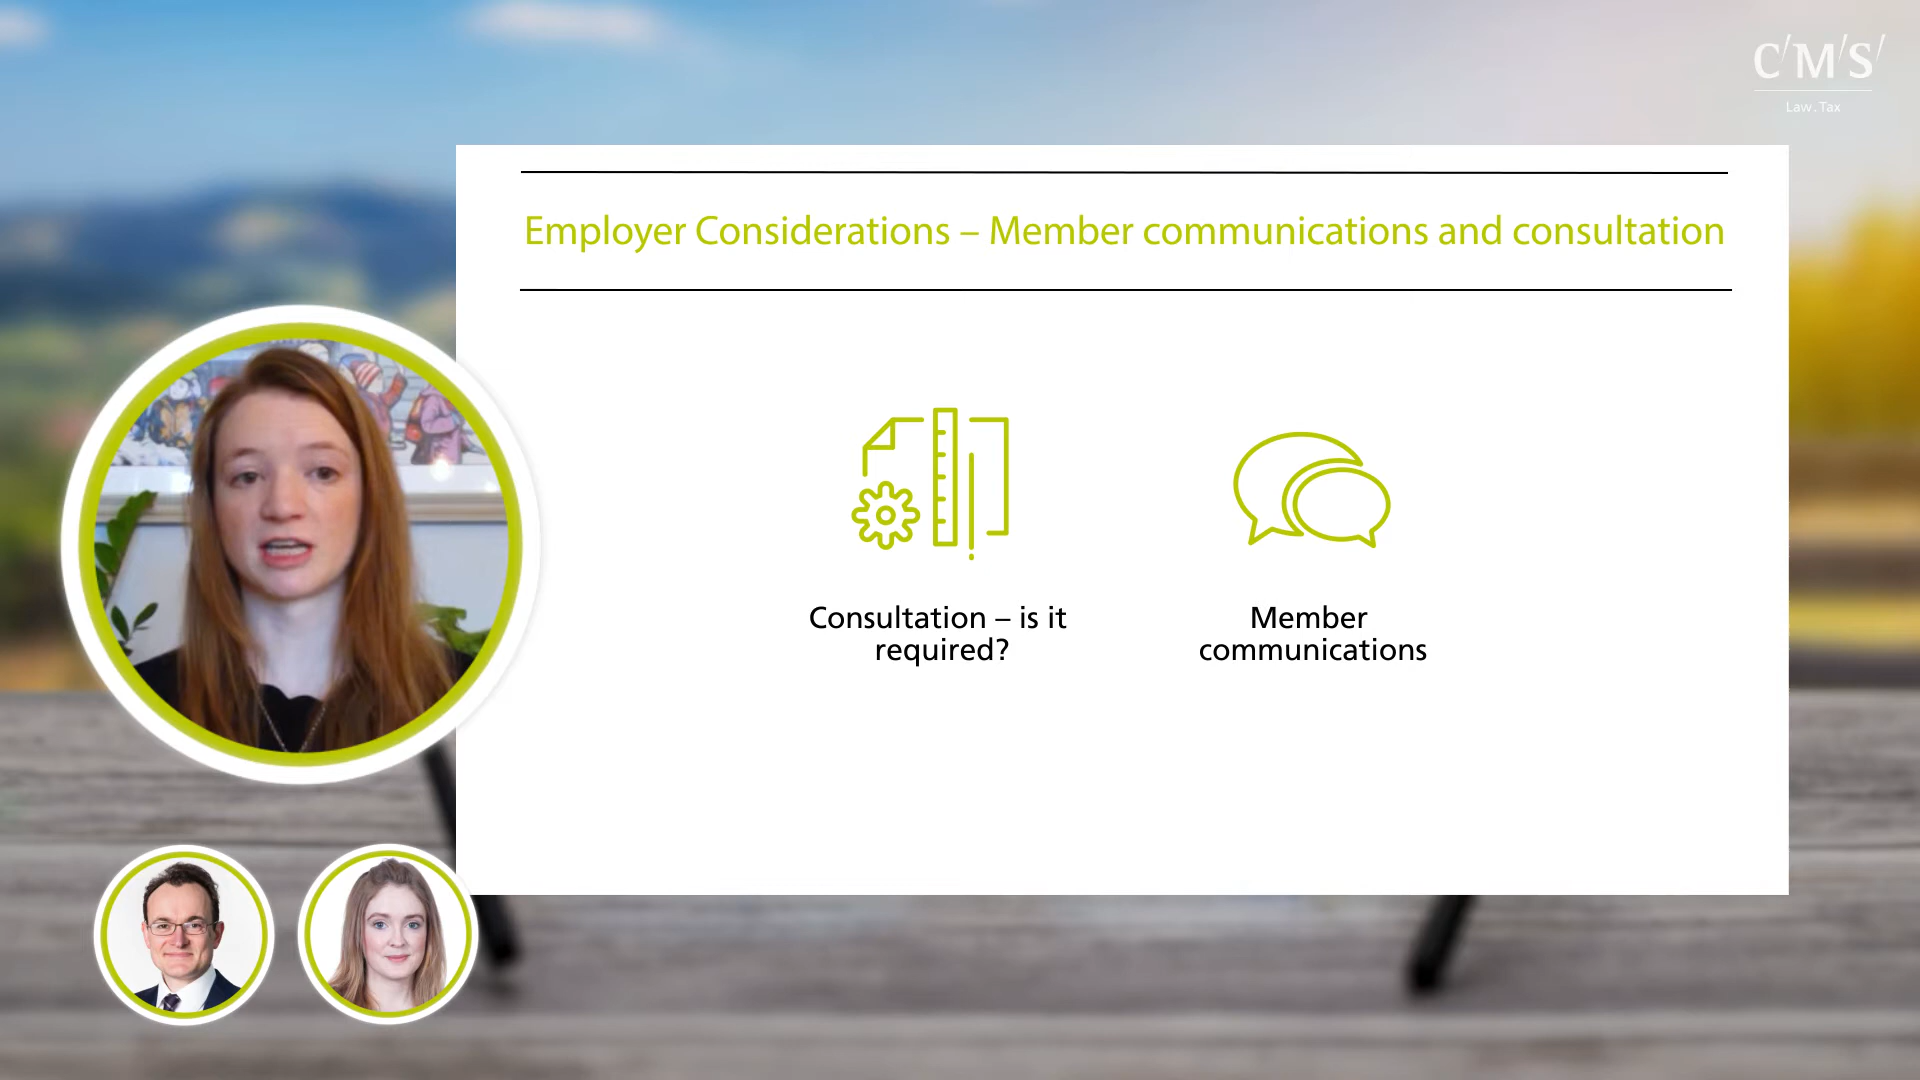 C/M/S/
Law.Tax
Employer Considerations – Member communications and consultation
Consultation – is it
required?
Member
communications